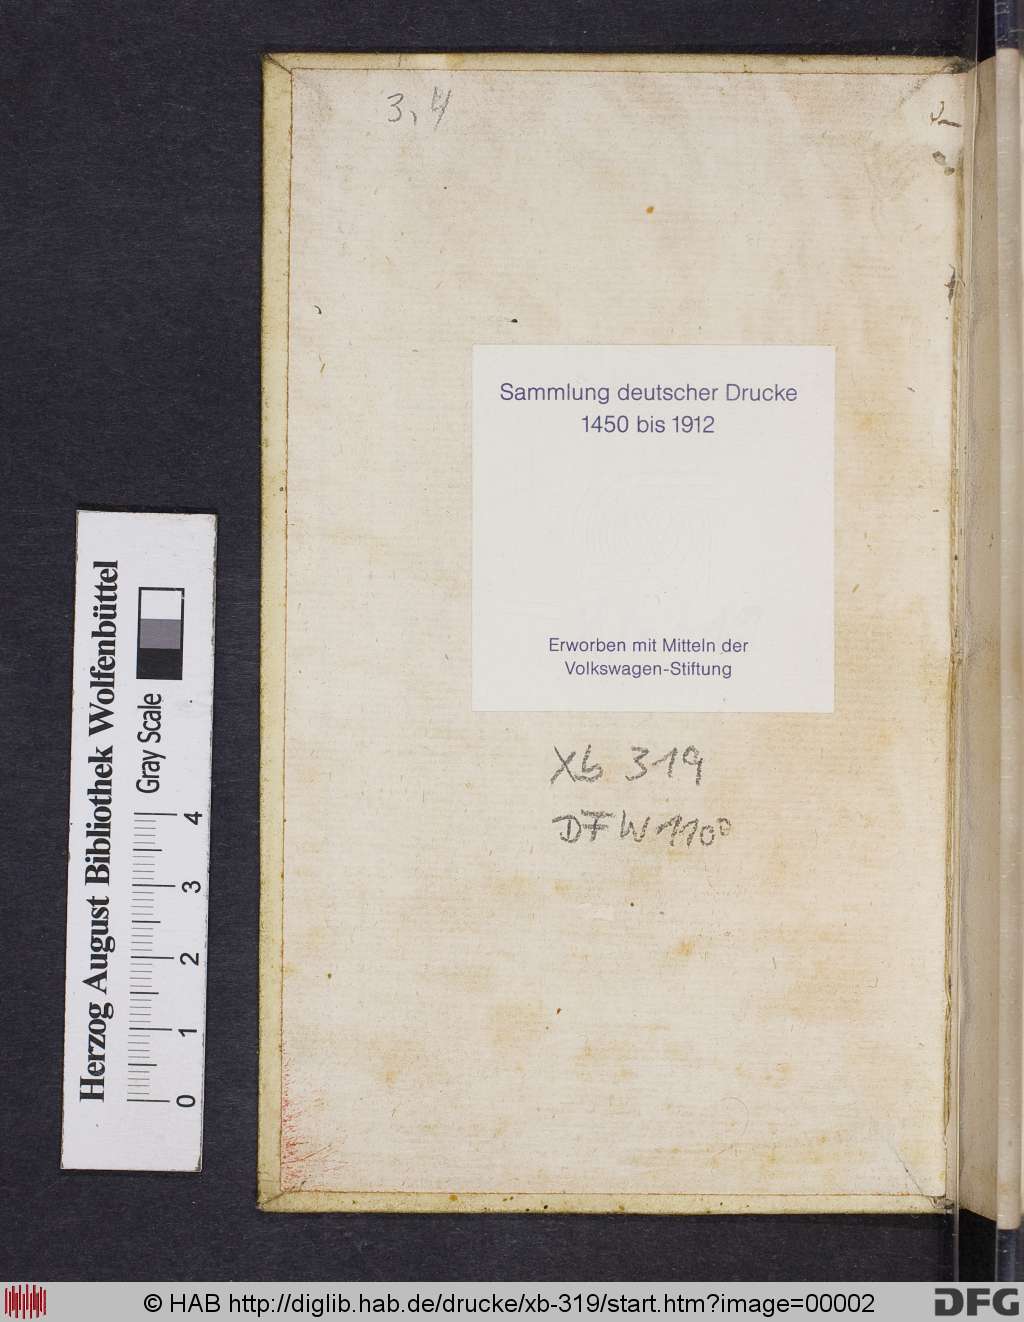 3, 4
Sammlung deutscher Drucke
1450 bis 1912
Erworben mit Mitteln der
Volkswagen-Stiftung
Xb 319
DFW 1100
Herzog August Bibliothek Wolfenbüttel
Gray Scale
0 1 2 3 4
© HAB http://diglib.hab.de/drucke/xb-319/start.htm?image=00002
DFG